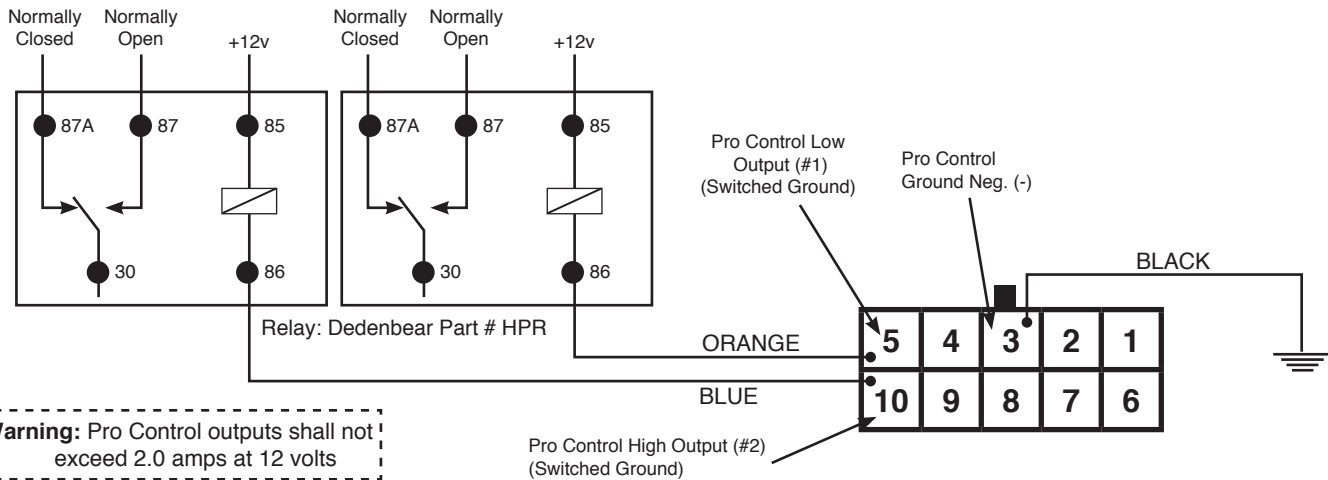 Normally
Closed
Normally
Open
+12v
Normally
Closed
Normally
Open
+12v
87A
87
85
87A
87
85
30
86
30
86
Relay: Dedenbear Part # HPR
Pro Control Low
Output (#1)
(Switched Ground)
Pro Control
Ground Neg. (-)
BLACK
ORANGE
BLUE
5 4 3 2 1
10 9 8 7 6
Pro Control High Output (#2)
(Switched Ground)
arning: Pro Control outputs shall not
exceed 2.0 amps at 12 volts